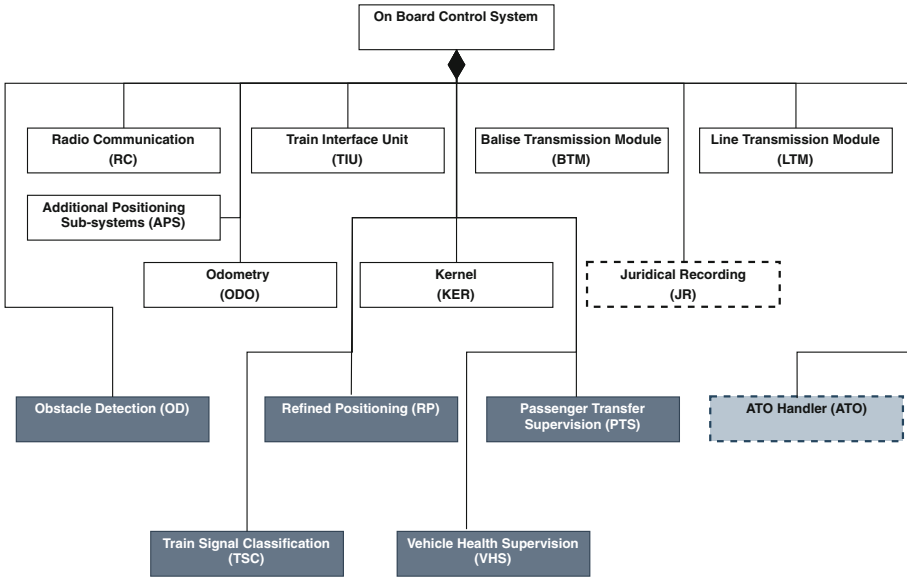 On Board Control System
Radio Communication
(RC)
Train Interface Unit
(TIU)
Balise Transmission Module
(BTM)
Line Transmission Module
(LTM)
Additional Positioning
Sub-systems (APS)
Odometry
(ODO)
Kernel
(KER)
Juridical Recording
(JR)
Obstacle Detection (OD)
Refined Positioning (RP)
Passenger Transfer
Supervision (PTS)
ATO Handler (ATO)
Train Signal Classification
(TSC)
Vehicle Health Supervision
(VHS)